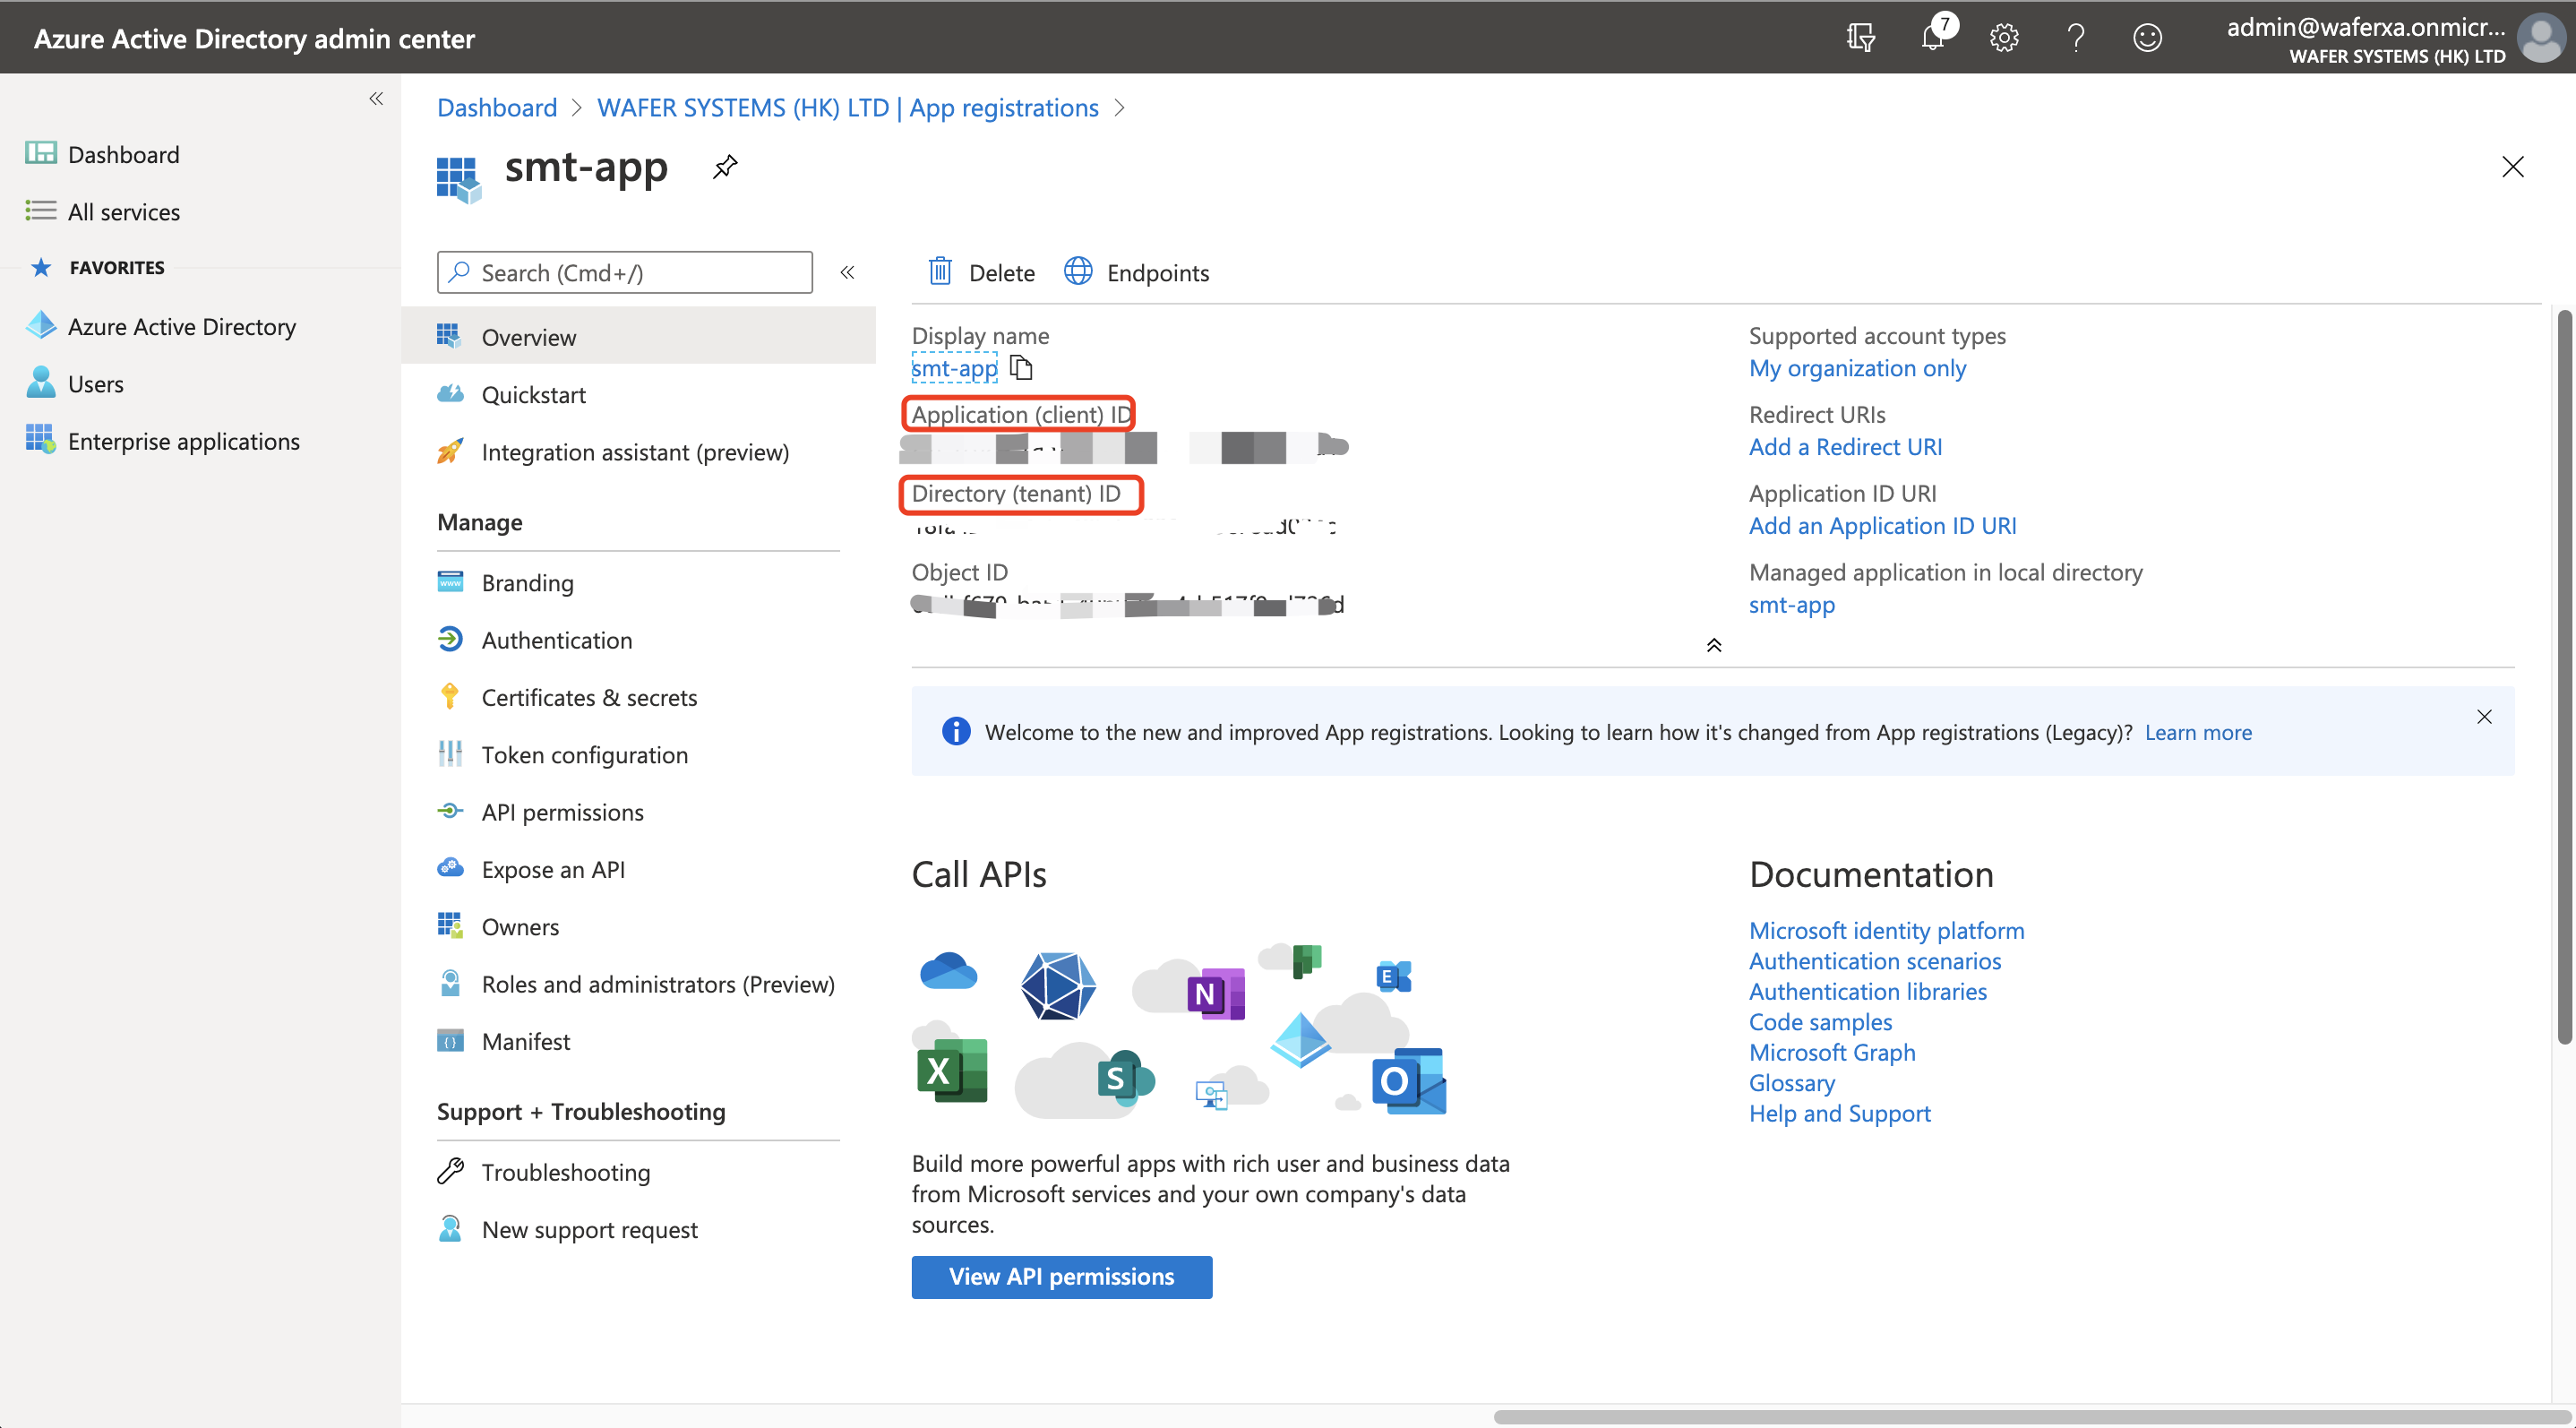 Azure Active Directory admin center
7
admin@waferxa.onmicr...
WAFER SYSTEMS (HK) LTD
Dashboard
All services
FAVORITES
Azure Active Directory
Users
Enterprise applications
Dashboard > WAFER SYSTEMS (HK) LTD | App registrations >
smt-app
Search (Cmd+/)
Overview
Quickstart
Integration assistant (preview)
Manage
Branding
Authentication
Certificates & secrets
Token configuration
API permissions
Expose an API
Owners
Roles and administrators (Preview)
Manifest
Support + Troubleshooting
Troubleshooting
New support request
Delete
Endpoints
Display name
smt-app
Application (client) ID
Directory (tenant) ID
Object ID
Supported account types
My organization only
Redirect URIs
Add a Redirect URI
Application ID URI
Add an Application ID URI
Managed application in local directory
smt-app
Welcome to the new and improved App registrations. Looking to learn how it's changed from App registrations (Legacy)? Learn more
Call APIs
N
E
X
S
O
Build more powerful apps with rich user and business data
from Microsoft services and your own company's data
sources.
View API permissions
Documentation
Microsoft identity platform
Authentication scenarios
Authentication libraries
Code samples
Microsoft Graph
Glossary
Help and Support